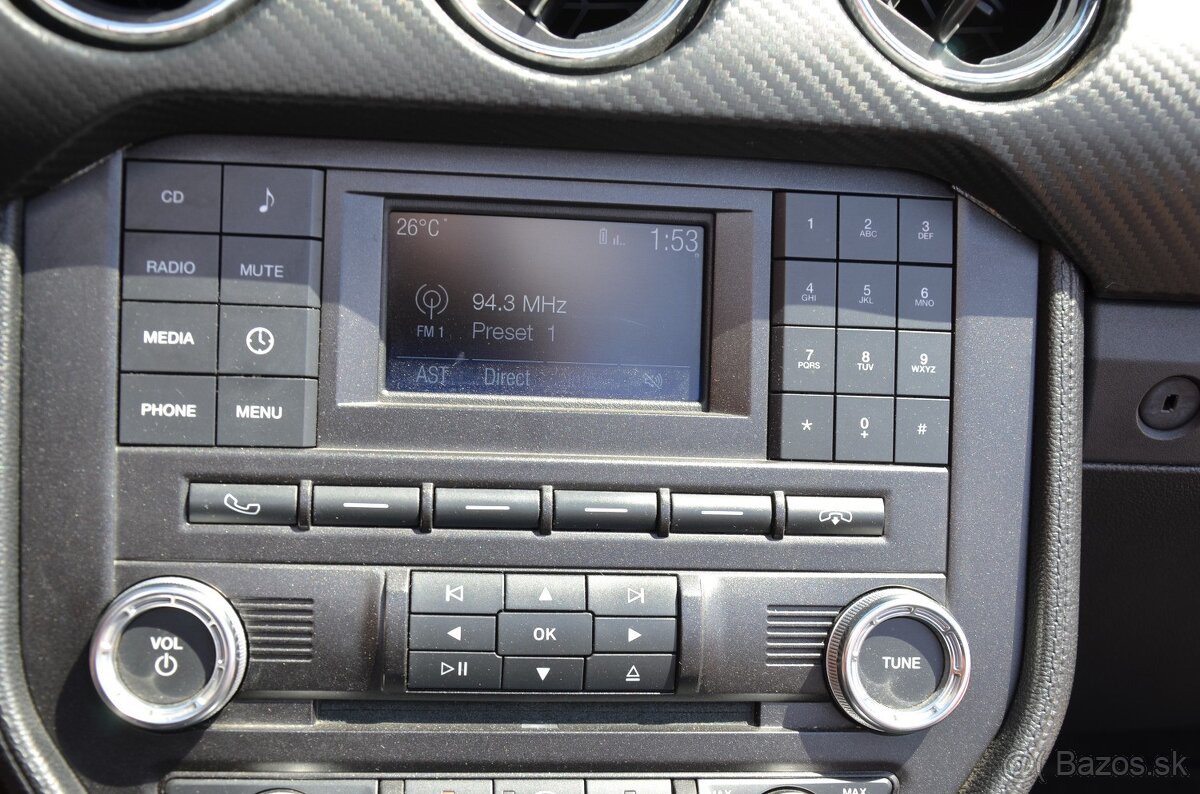 CD
RADIO MUTE
MEDIA
PHONE MENU
26°C 1:53
94.3 MHz
FM 1 Preset 1
AST Direct
1 2 ABC 3 DEF
4 GHI 5 JKL 6 MNO
7 PQRS 8 TUV 9 WXYZ
* 0 + #
VOL
OK
TUNE
MAX MAX
Bazos.sk